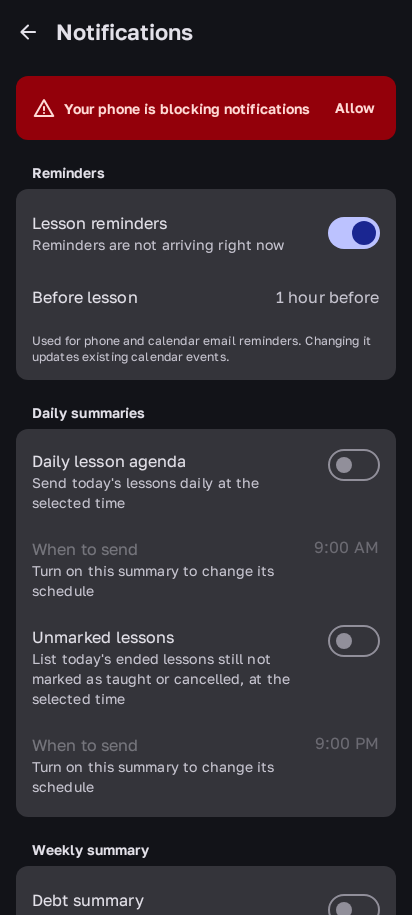 Notifications
Your phone is blocking notifications
Allow
Reminders
Lesson reminders
Reminders are not arriving right now
Before lesson
1 hour before
Used for phone and calendar email reminders. Changing it
updates existing calendar events.
Daily summaries
Daily lesson agenda
Send today's lessons daily at the
selected time
When to send
9:00 AM
Turn on this summary to change its
schedule
Unmarked lessons
List today's ended lessons still not
marked as taught or cancelled, at the
selected time
When to send
9:00 PM
Turn on this summary to change its
schedule
Weekly summary
Debt summary